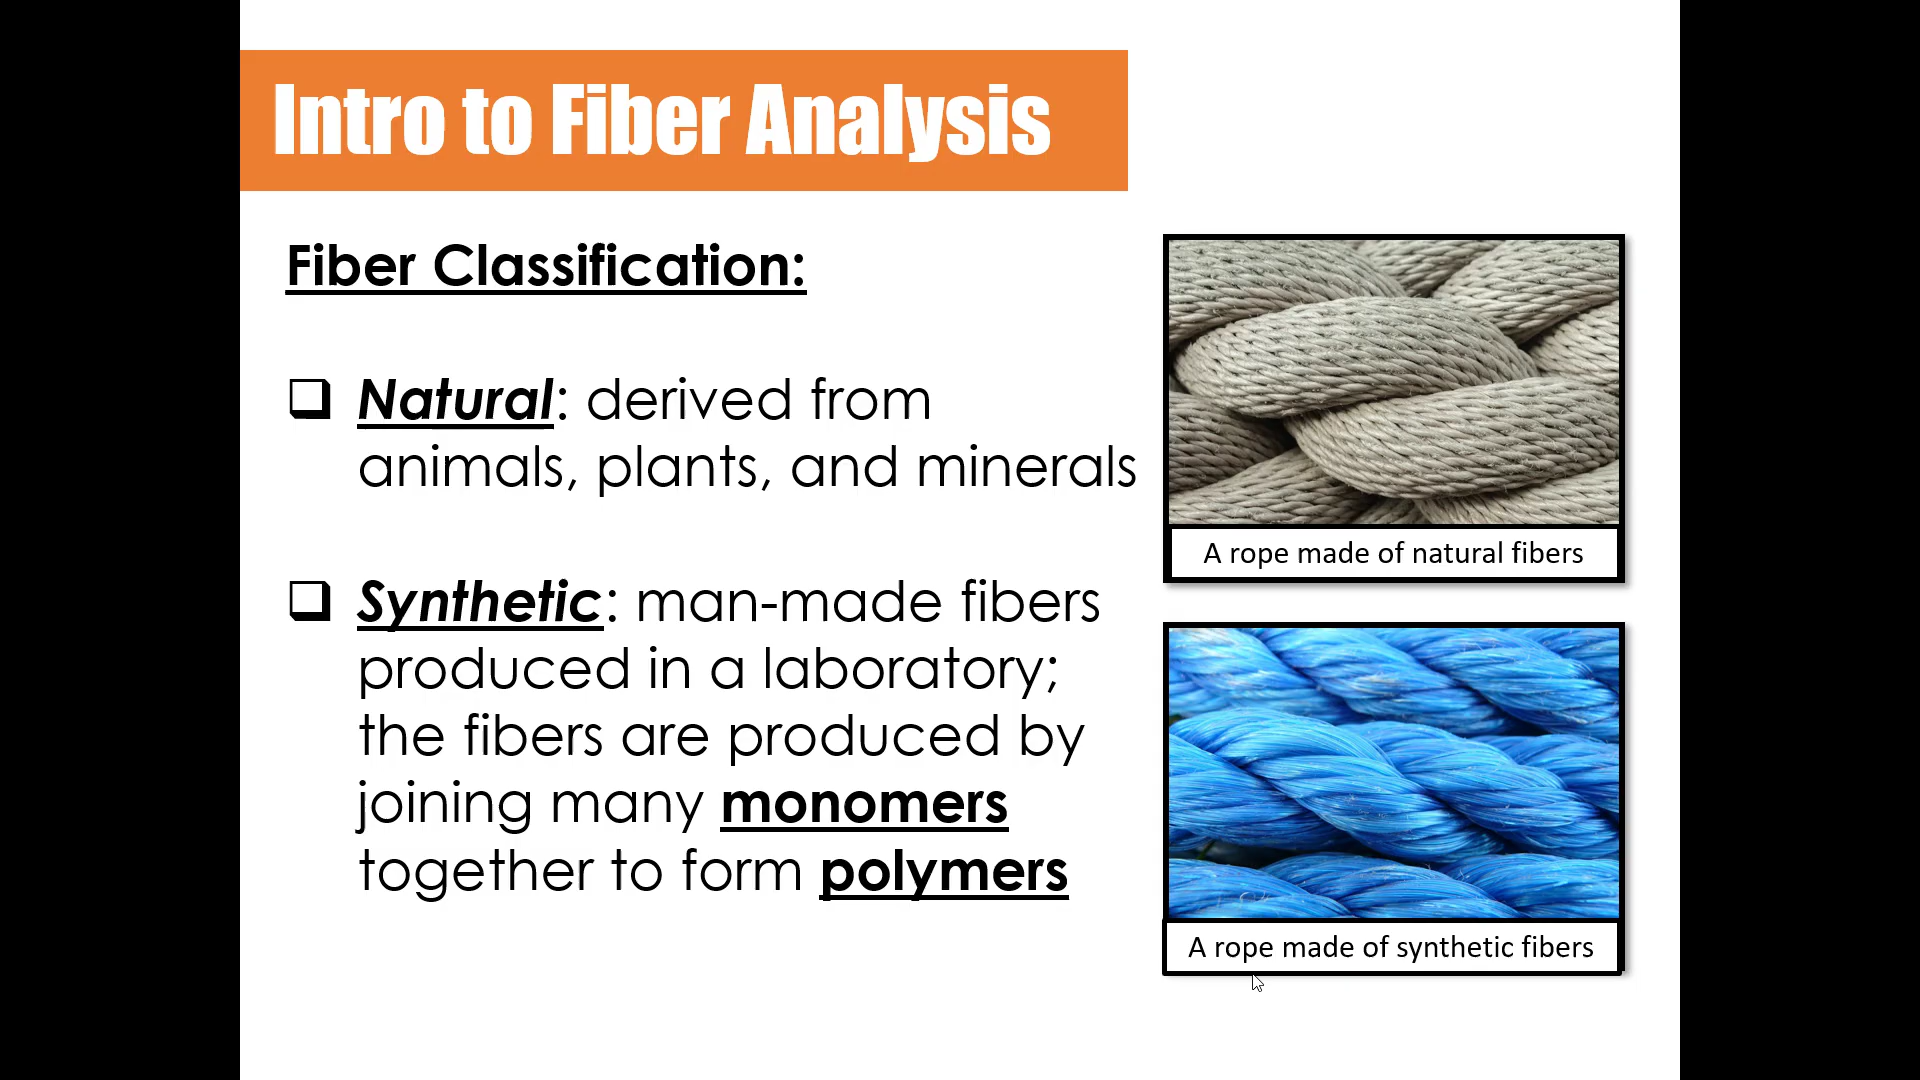 Intro to Fiber Analysis
Fiber Classification:
Natural: derived from
animals, plants, and minerals
Synthetic: man-made fibers
produced in a laboratory;
the fibers are produced by
joining many monomers
together to form polymers
A rope made of natural fibers
A rope made of synthetic fibers